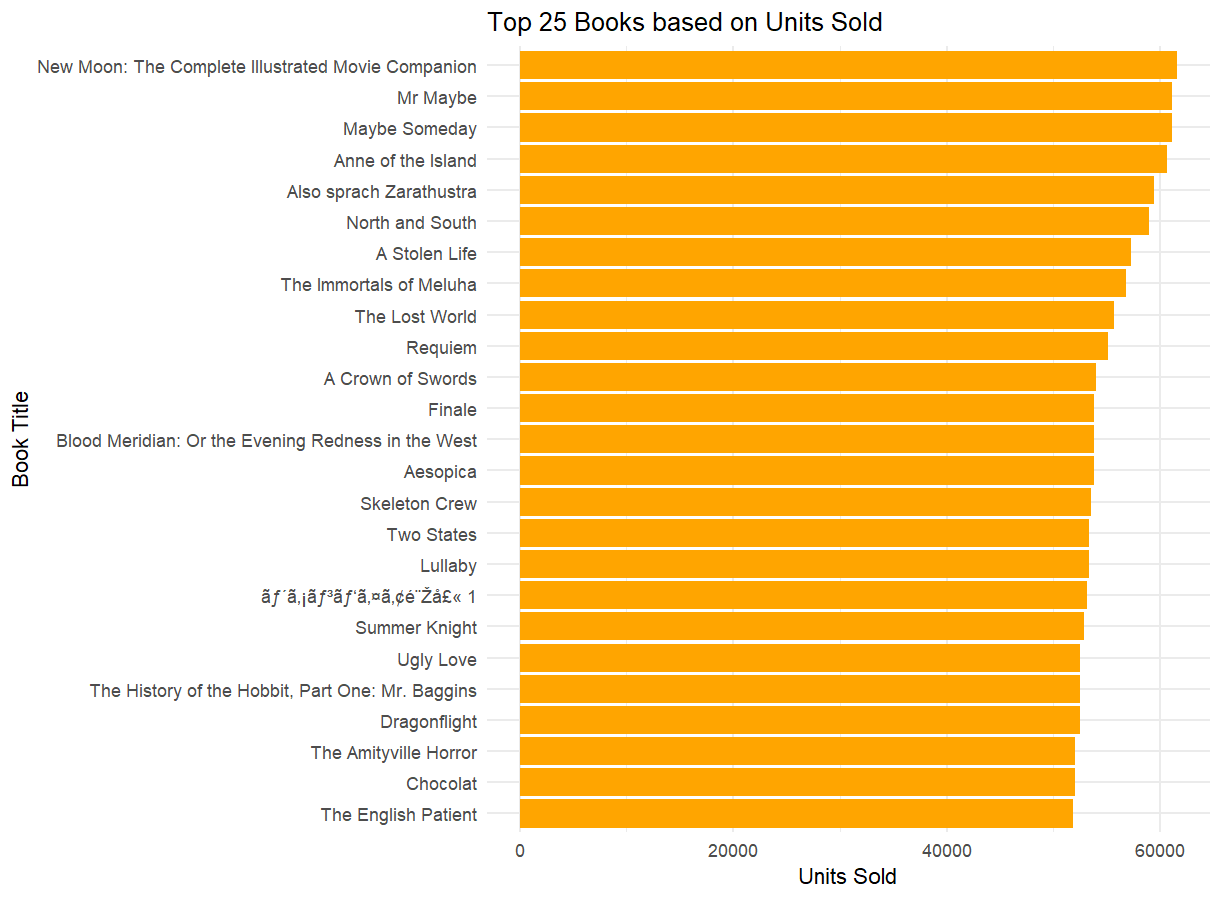 Top 25 Books based on Units Sold
New Moon: The Complete Illustrated Movie Companion
Mr Maybe
Maybe Someday
Anne of the Island
Also sprach Zarathustra
North and South
A Stolen Life
The Immortals of Meluha
The Lost World
Requiem
A Crown of Swords
Finale
Blood Meridian: Or the Evening Redness in the West
Aesopica
Skeleton Crew
Two States
Lullaby
ãƒ´ã‚¡ãƒ³ãƒ‘ã‚¤ã‚¢é¨Žå£« 1
Summer Knight
Ugly Love
The History of the Hobbit, Part One: Mr. Baggins
Dragonflight
The Amityville Horror
Chocolat
The English Patient
Book Title
0 20000 40000 60000
Units Sold